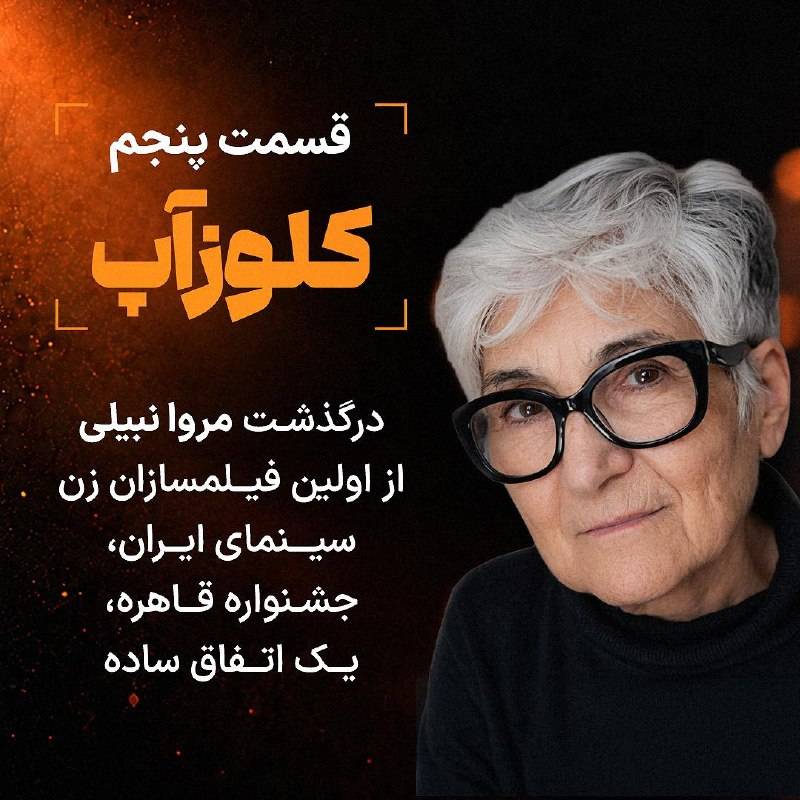 قسمت پنجم
کلوزآپ
درگذشت مروا نبیلی
از اولین فیلمسازان زن
سینمای ایران،
جشنواره قاهره،
یک اتفاق ساده